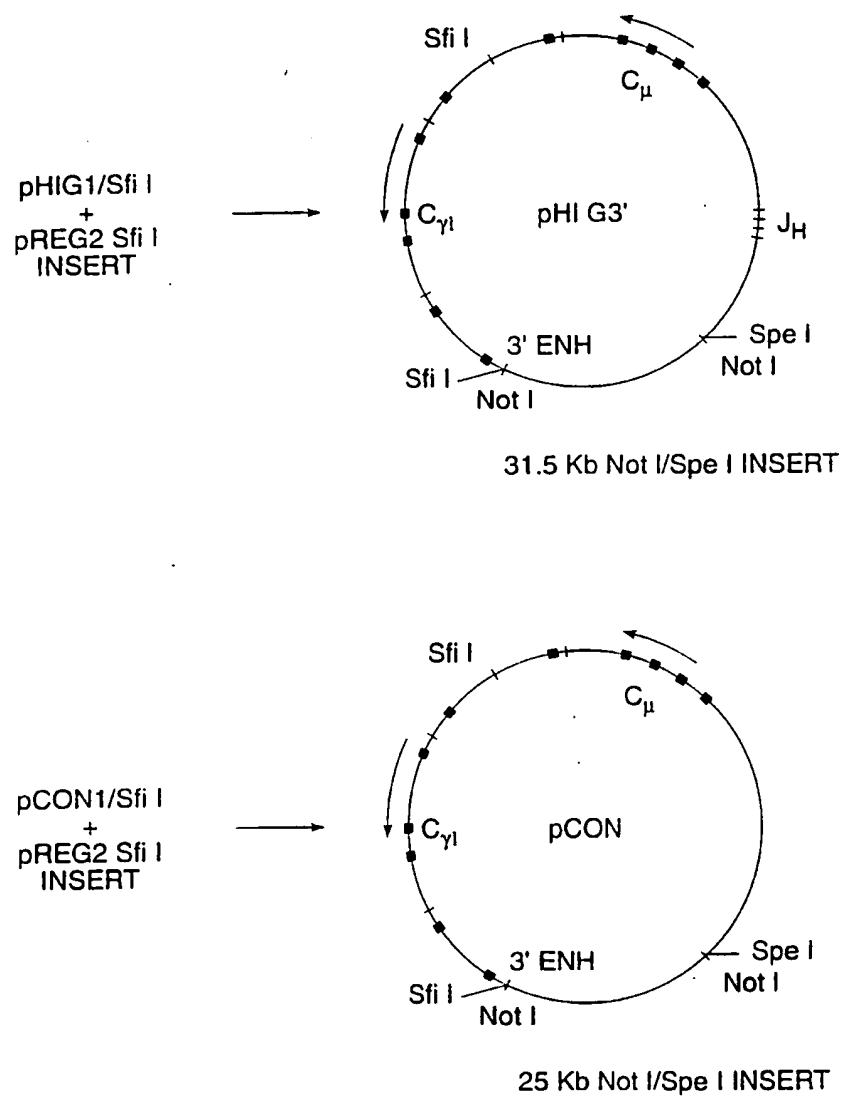 Sfi I
Cμ
pHIG1/Sfi I
+
pREG2 Sfi I
INSERT
CγI
pHI G3'
JH
3' ENH
Spe I
Sfi I
Not I
Not I
31.5 Kb Not I/Spe I INSERT
Sfi I
Cμ
pCON1/Sfi I
+
pREG2 Sfi I
INSERT
CγI
pCON
3' ENH
Spe I
Sfi I
Not I
Not I
25 Kb Not I/Spe I INSERT